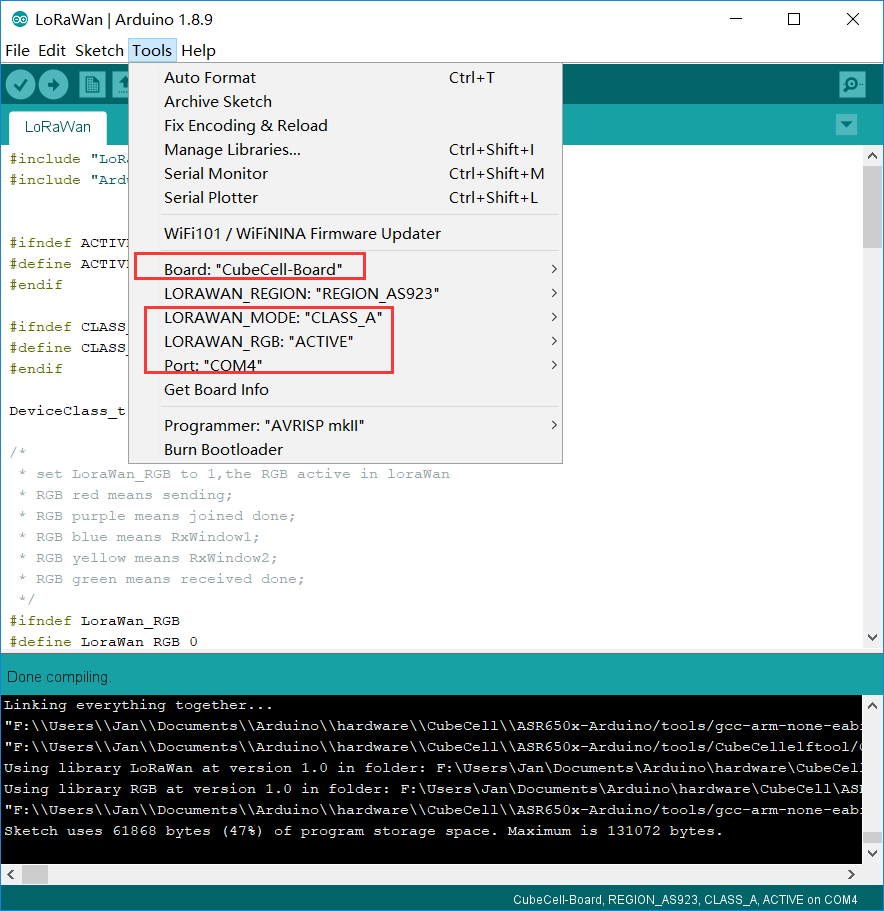 LoRaWan | Arduino 1.8.9
File Edit Sketch Tools Help
Auto Format Ctrl+T
Archive Sketch
Fix Encoding & Reload
Manage Libraries... Ctrl+Shift+I
Serial Monitor Ctrl+Shift+M
Serial Plotter Ctrl+Shift+L
WiFi101 / WiFiNINA Firmware Updater
Board: "CubeCell-Board"
LORAWAN_REGION: "REGION_AS923"
LORAWAN_MODE: "CLASS_A"
LORAWAN_RGB: "ACTIVE"
Port: "COM4"
Get Board Info
Programmer: "AVRISP mkII"
Burn Bootloader
LoRaWan
#include "LoRa
#include "Ardu
#ifndef ACTIVE
#define ACTIVE
#endif
#ifndef CLASS_
#define CLASS_
#endif
DeviceClass_t
/*
* set LoraWan_RGB to 1,the RGB active in loraWan
* RGB red means sending;
* RGB purple means joined done;
* RGB blue means RxWindow1;
* RGB yellow means RxWindow2;
* RGB green means received done;
*/
#ifndef LoraWan_RGB
#define LoraWan_RGB 0
Done compiling.
Linking everything together...
"F:\\Users\\Jan\\Documents\\Arduino\\hardware\\CubeCell\\ASR650x-Arduino/tools/gcc-arm-none-eabi
"F:\\Users\\Jan\\Documents\\Arduino\\hardware\\CubeCell\\ASR650x-Arduino/tools/CubeCellelftool/
Using library LoRaWan at version 1.0 in folder: F:\Users\Jan\Documents\Arduino\hardware\CubeCell
Using library RGB at version 1.0 in folder: F:\Users\Jan\Documents\Arduino\hardware\CubeCell\ASR
"F:\\Users\\Jan\\Documents\\Arduino\\hardware\\CubeCell\\ASR650x-Arduino/tools/gcc-arm-none-eabi
Sketch uses 61868 bytes (47%) of program storage space. Maximum is 131072 bytes.
CubeCell-Board, REGION_AS923, CLASS_A, ACTIVE on COM4